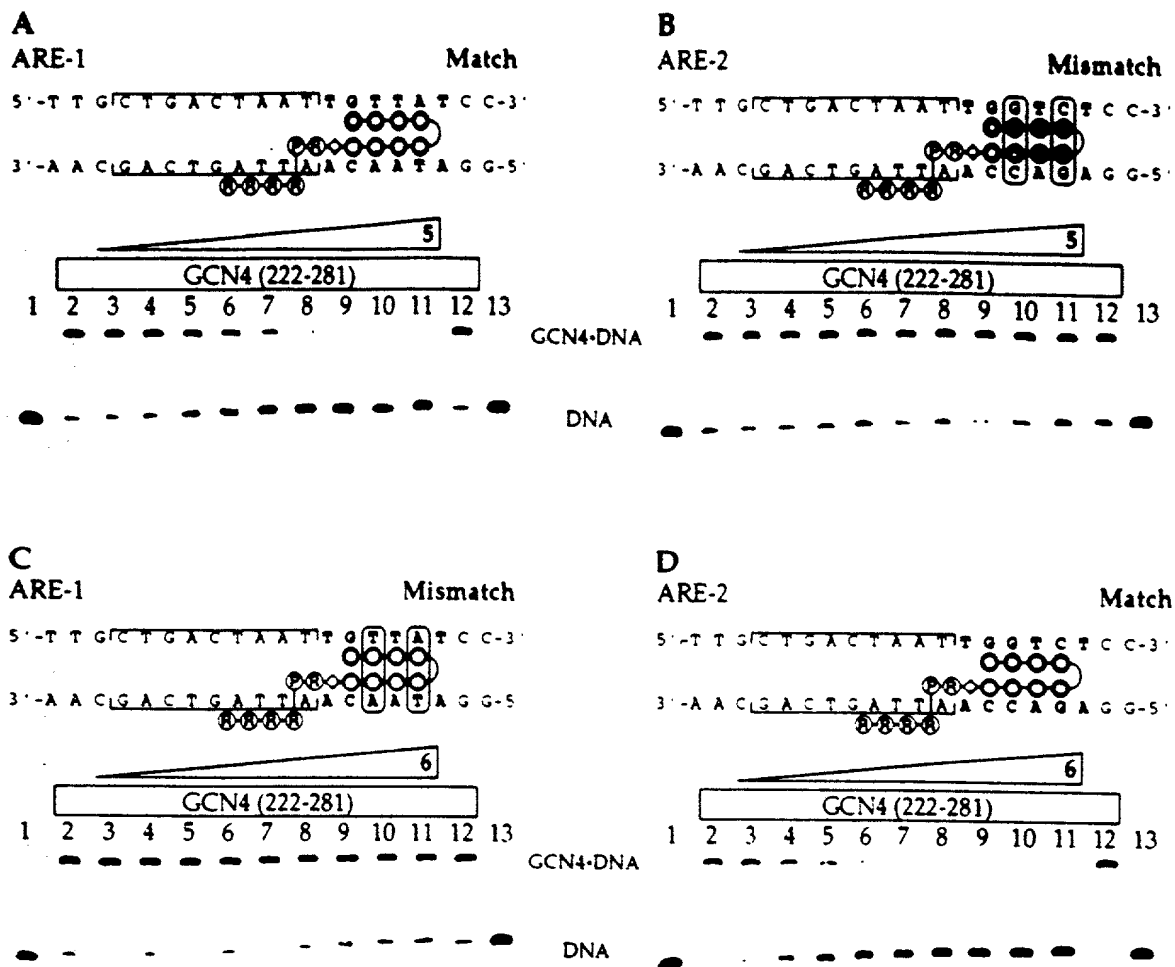 A
ARE-1 Match
5'-T T G C T G A C T A A T T G T T A T C C-3'
P R
3'-A A C G A C T G A T T A A C A A T A G G-5'
R R R R
5
GCN4 (222-281)
1 2 3 4 5 6 7 8 9 10 11 12 13
B
ARE-2 Mismatch
5'-T T G C T G A C T A A T T G G T C T C C-3'
P R
3'-A A C G A C T G A T T A A C C A G A G G-5'
R R R R
5
GCN4 (222-281)
1 2 3 4 5 6 7 8 9 10 11 12 13
GCN4•DNA
DNA
C
ARE-1 Mismatch
5'-T T G C T G A C T A A T T G T T A T C C-3'
P R
3'-A A C G A C T G A T T A A C A A T A G G-5
R R R R
6
GCN4 (222-281)
1 2 3 4 5 6 7 8 9 10 11 12 13
D
ARE-2 Match
5'-T T G C T G A C T A A T T G G T C T C C-3'
P R
3'-A A C G A C T G A T T A A C C A G A G G-5'
R R R R
6
GCN4 (222-281)
1 2 3 4 5 6 7 8 9 10 11 12 13
GCN4•DNA
DNA